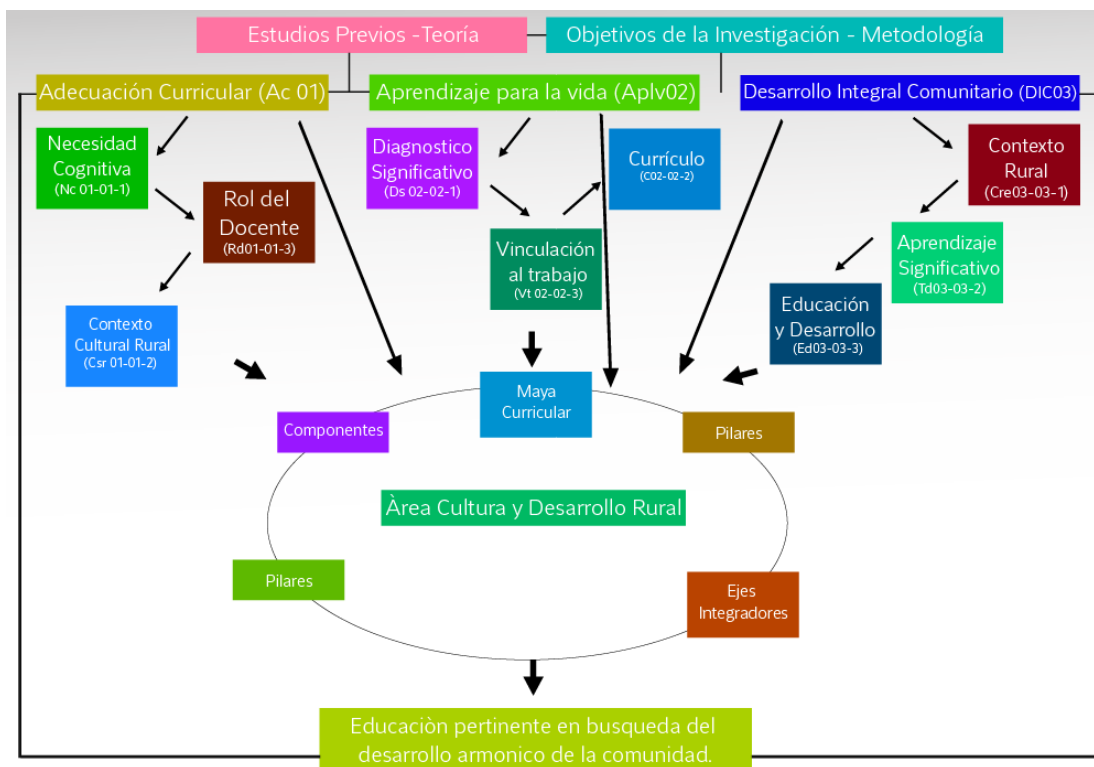 Estudios Previos -Teoría
Objetivos de la Investigación - Metodología
Adecuación Curricular (Ac 01)
Aprendizaje para la vida (Aplv02)
Desarrollo Integral Comunitario (DIC03)
Necesidad
Cognitiva
(Nc 01-01-1)
Rol del
Docente
(Rd01-01-3)
Contexto
Cultural Rural
(Csr 01-01-2)
Diagnostico
Significativo
(Ds 02-02-1)
Currículo
(C02-02-2)
Vinculación
al trabajo
(Vt 02-02-3)
Contexto
Rural
(Cre03-03-1)
Aprendizaje
Significativo
(Td03-03-2)
Educación
y Desarrollo
(Ed03-03-3)
Maya
Curricular
Componentes
Pilares
Àrea Cultura y Desarrollo Rural
Pilares
Ejes
Integradores
Educaciòn pertinente en busqueda del
desarrollo armonico de la comunidad.